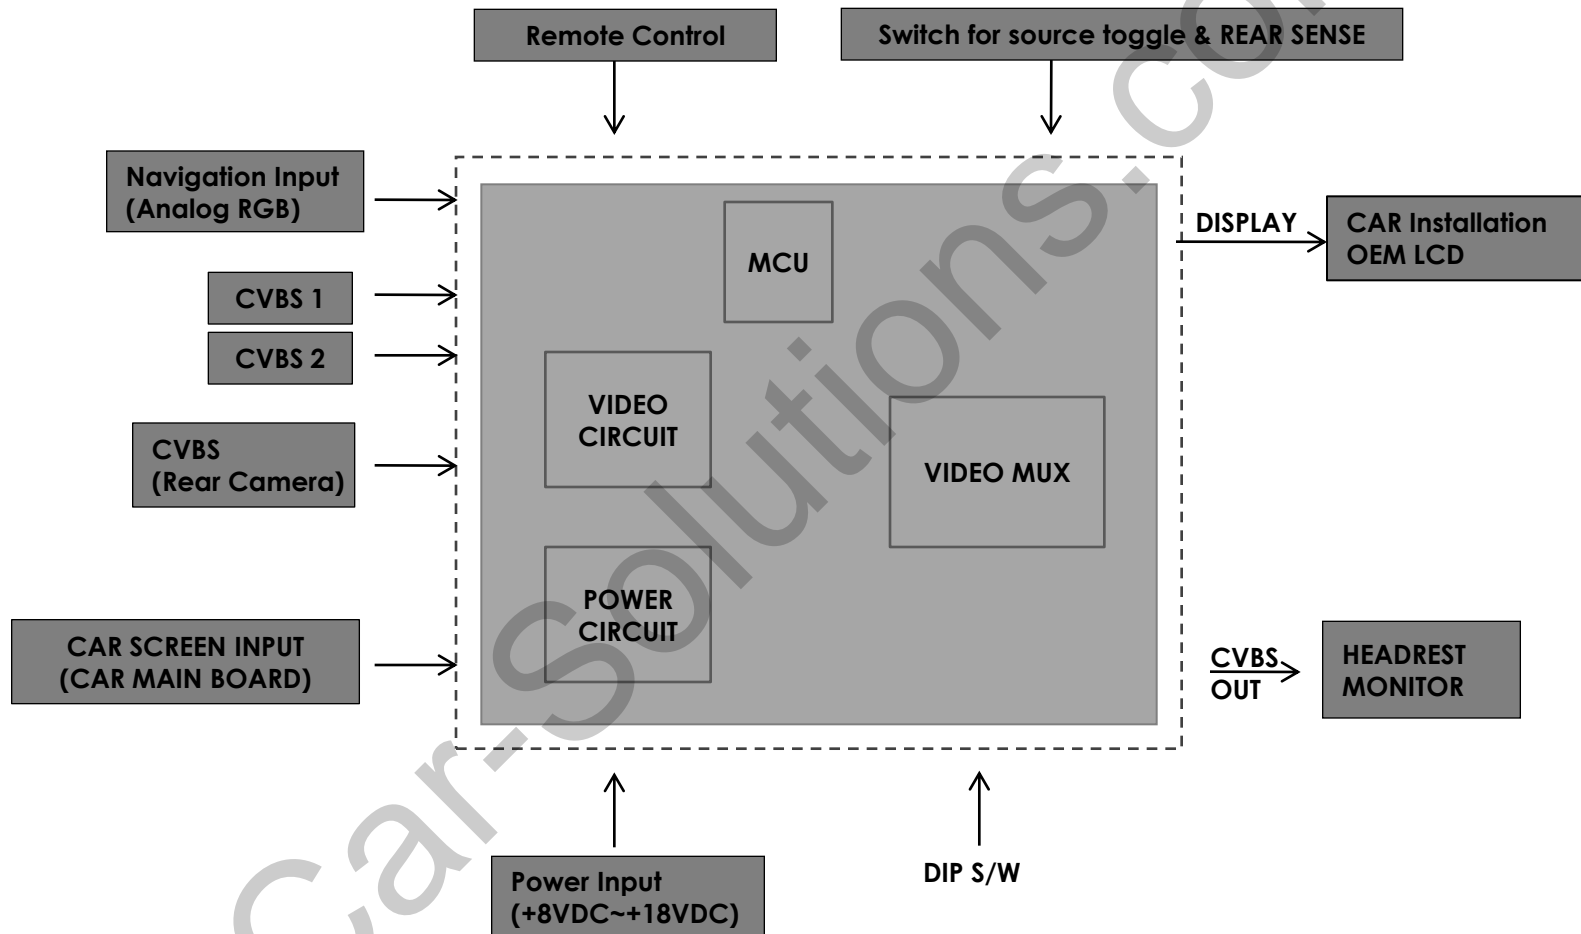 Remote Control
Switch for source toggle & REAR SENSE
Navigation Input
(Analog RGB)
MCU
DISPLAY
CAR Installation
OEM LCD
CVBS 1
CVBS 2
VIDEO
CIRCUIT
CVBS
(Rear Camera)
VIDEO MUX
POWER
CIRCUIT
CAR SCREEN INPUT
(CAR MAIN BOARD)
CVBS
OUT
HEADREST
MONITOR
Power Input
(+8VDC~+18VDC)
DIP S/W
Car-Solutions.com